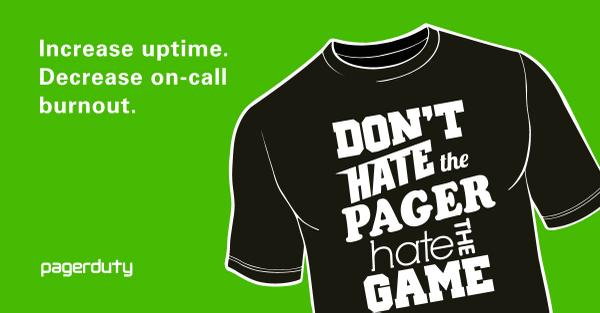 Increase uptime.
Decrease on-call
burnout.
DON'T
HATE the
PAGER
hate THE
GAME
pagerduty